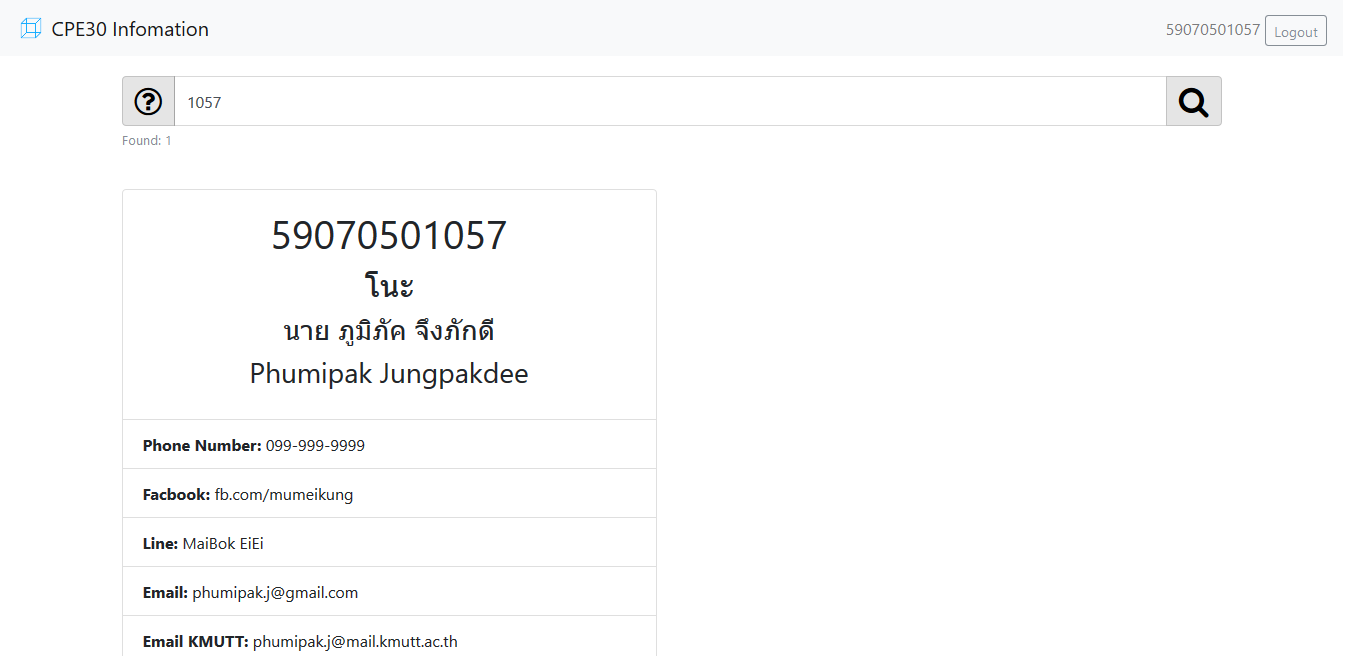 CPE30 Infomation
59070501057 Logout
1057
Found: 1
59070501057
โนะ
นาย ภูมิภัค จึงภักดี
Phumipak Jungpakdee
Phone Number: 099-999-9999
Facbook: fb.com/mumeikung
Line: MaiBok EiEi
Email: phumipak.j@gmail.com
Email KMUTT: phumipak.j@mail.kmutt.ac.th